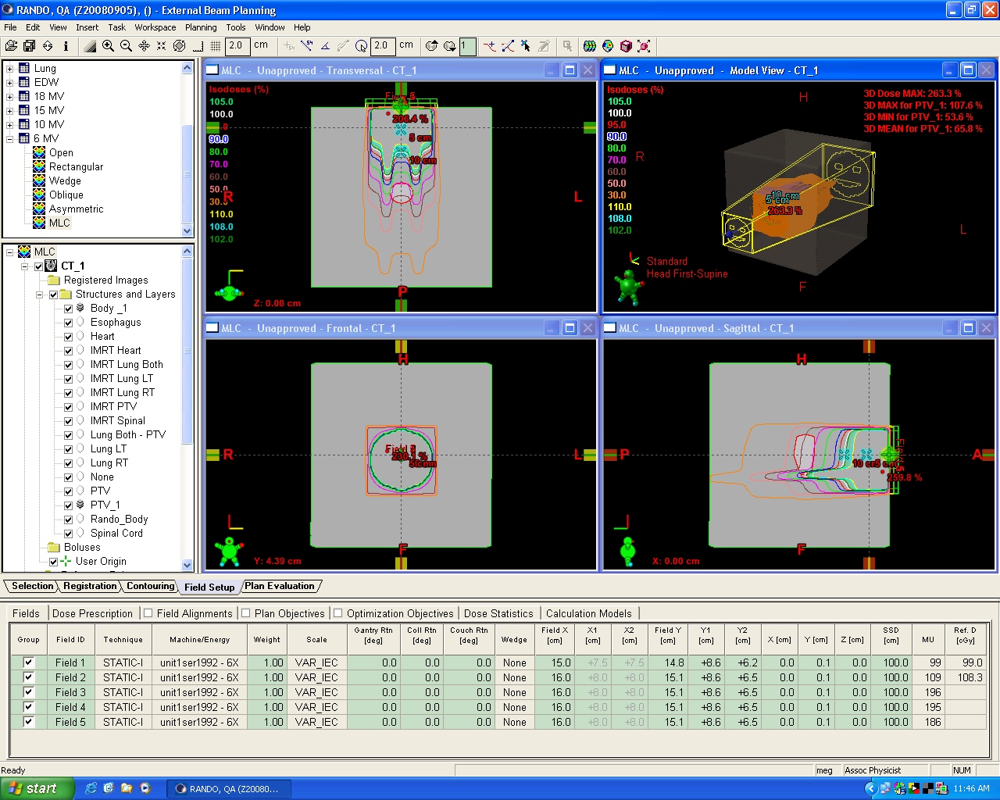 RANDO, QA (Z20080905), () - External Beam Planning
File Edit View Insert Task Workspace Planning Tools Window Help
2.0 cm 2.0 cm 1
Lung
EDW
18 MV
15 MV
10 MV
6 MV
Open
Rectangular
Wedge
Oblique
Asymmetric
MLC
MLC
CT_1
Registered Images
Structures and Layers
Body _1
Esophagus
Heart
IMRT Heart
IMRT Lung Both
IMRT Lung LT
IMRT Lung RT
IMRT PTV
IMRT Spinal
Lung Both - PTV
Lung LT
Lung RT
None
PTV
PTV_1
Rando_Body
Spinal Cord
Boluses
User Origin
MLC - Unapproved - Transversal - CT_1
Isodoses (%)
105.0
100.0
90.0
80.0
70.0
60.0
50.0
30.0
110.0
108.0
102.0
R
L
A
P
206.4 %
5 cm
10 cm
Z: 0.00 cm
MLC - Unapproved - Model View - CT_1
Isodoses (%)
105.0
100.0
95.0
90.0
80.0
70.0
60.0
50.0
30.0
110.0
108.0
102.0
3D Dose MAX: 263.3 %
3D MAX for PTV_1: 107.6 %
3D MIN for PTV_1: 53.6 %
3D MEAN for PTV_1: 65.8 %
H
R
L
F
10 cm
5 cm
263.3 %
Standard
Head First-Supine
MLC - Unapproved - Frontal - CT_1
H
R
L
F
Y: 4.39 cm
MLC - Unapproved - Sagittal - CT_1
H
P
A
F
259.8 %
X: 0.00 cm
Selection Registration Contouring Field Setup Plan Evaluation
Fields Dose Prescription Field Alignments Plan Objectives Optimization Objectives Dose Statistics Calculation Models
Group Field ID Technique Machine/Energy Weight Scale Gantry Rtn [deg] Coll Rtn [deg] Couch Rtn [deg] Wedge Field X [cm] X1 [cm] X2 [cm] Field Y [cm] Y1 [cm] Y2 [cm] X [cm] Y [cm] Z [cm] SSD [cm] MU Ref. D [cGy]
Field 1 STATIC-I unit1ser1992 - 6X 1.00 VAR_IEC 0.0 0.0 0.0 None 15.0 +7.5 +7.5 14.8 +8.6 +6.2 0.0 0.1 0.0 100.0 99 99.0
Field 2 STATIC-I unit1ser1992 - 6X 1.00 VAR_IEC 0.0 0.0 0.0 None 16.0 +8.0 +8.0 15.1 +8.6 +6.5 0.0 0.1 0.0 100.0 109 108.3
Field 3 STATIC-I unit1ser1992 - 6X 1.00 VAR_IEC 0.0 0.0 0.0 None 16.0 +8.0 +8.0 15.1 +8.6 +6.5 0.0 0.1 0.0 100.0 196
Field 4 STATIC-I unit1ser1992 - 6X 1.00 VAR_IEC 0.0 0.0 0.0 None 16.0 +8.0 +8.0 15.1 +8.6 +6.5 0.0 0.1 0.0 100.0 195
Field 5 STATIC-I unit1ser1992 - 6X 1.00 VAR_IEC 0.0 0.0 0.0 None 16.0 +8.0 +8.0 15.1 +8.6 +6.5 0.0 0.1 0.0 100.0 186
Ready meg Assoc Physicist NUM
start RANDO, QA (Z20080... 11:46 AM